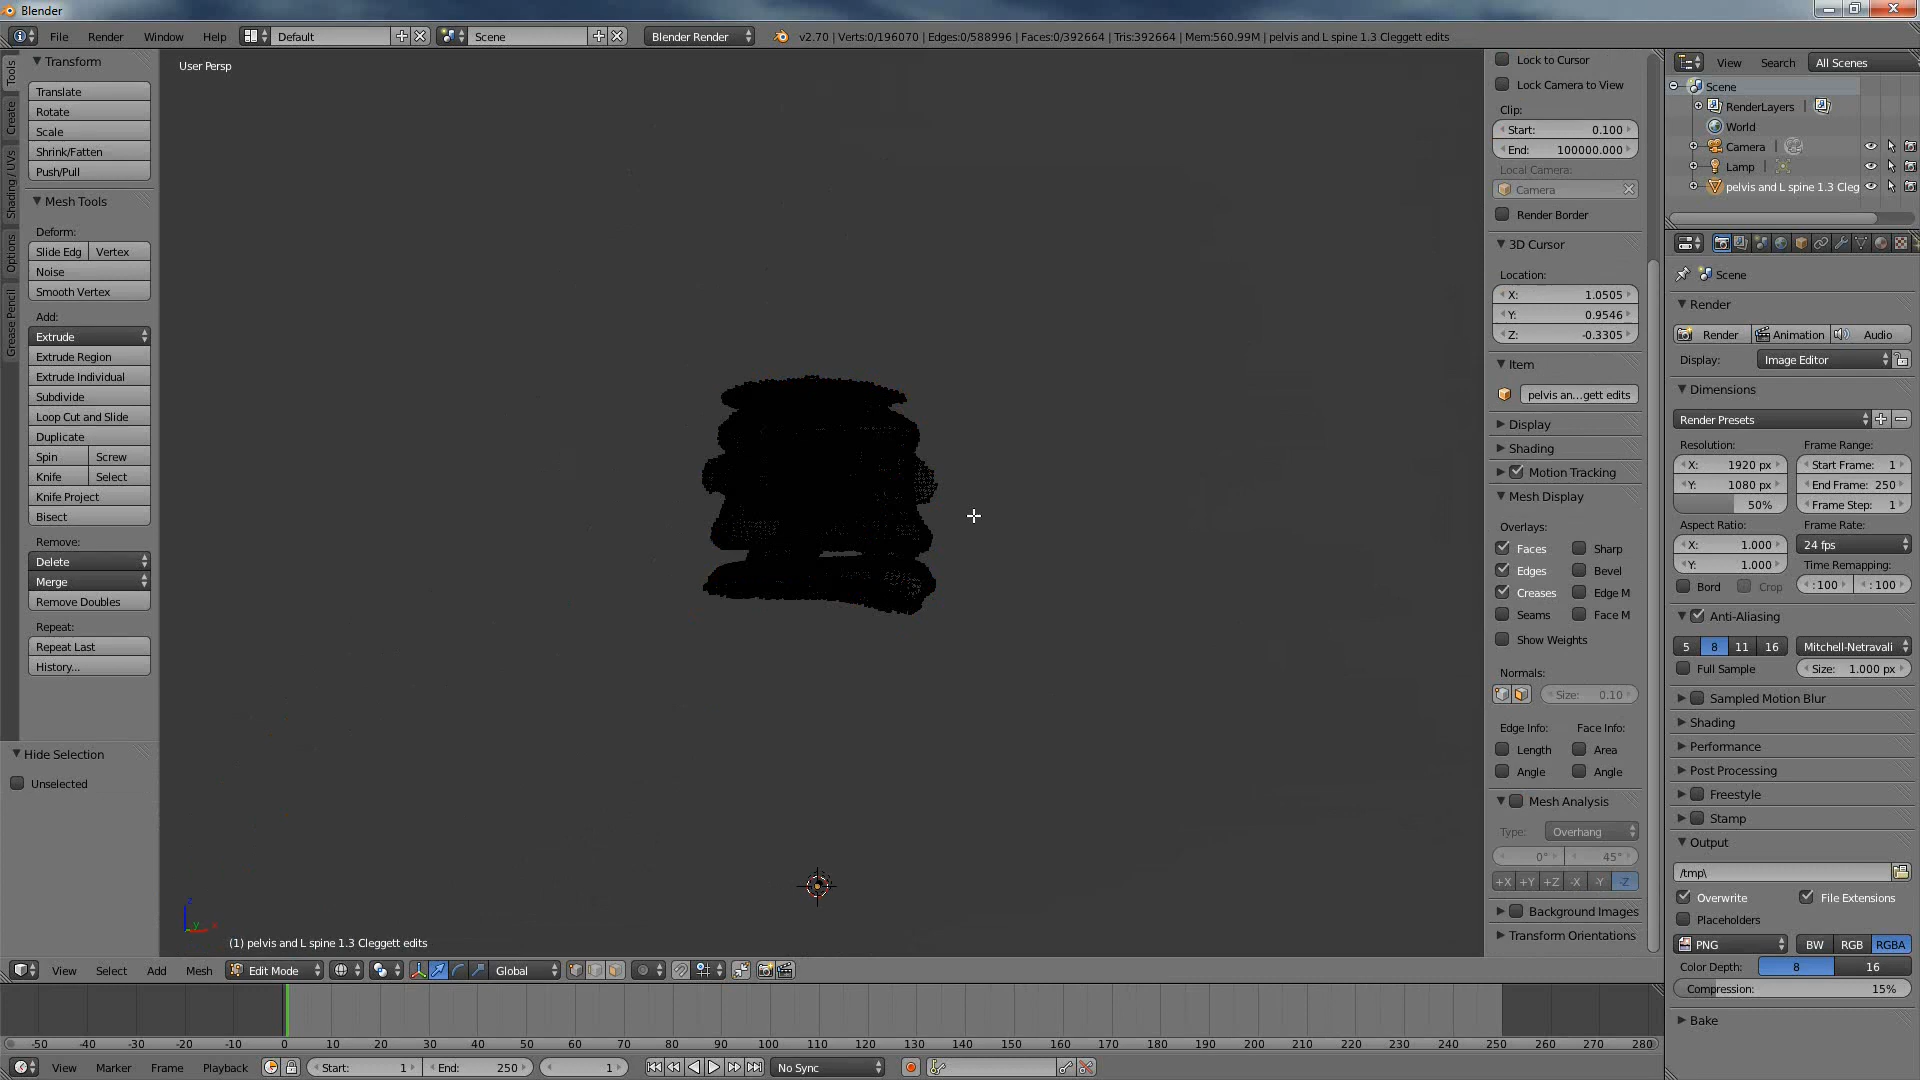 Blender
File Render Window Help Default Scene Blender Render v2.70 | Verts:0/196070 | Edges:0/588996 | Faces:0/392664 | Tris:392664 | Mem:560.99M | pelvis and L spine 1.3 Cleggett edits
Tools
Create
Shading / UVs
Options
Grease Pencil
Transform
Translate
Rotate
Scale
Shrink/Fatten
Push/Pull
Mesh Tools
Deform:
Slide Edg Vertex
Noise
Smooth Vertex
Add:
Extrude
Extrude Region
Extrude Individual
Subdivide
Loop Cut and Slide
Duplicate
Spin Screw
Knife Select
Knife Project
Bisect
Remove:
Delete
Merge
Remove Doubles
Repeat:
Repeat Last
History...
Hide Selection
Unselected
User Persp
z
y
x
(1) pelvis and L spine 1.3 Cleggett edits
Lock to Cursor
Lock Camera to View
Clip:
Start: 0.100
End: 100000.000
Local Camera:
Camera
Render Border
3D Cursor
Location:
X: 1.0505
Y: 0.9546
Z: -0.3305
Item
pelvis an...gett edits
Display
Shading
Motion Tracking
Mesh Display
Overlays:
Faces Sharp
Edges Bevel
Creases Edge M
Seams Face M
Show Weights
Normals:
Size: 0.10
Edge Info: Face Info:
Length Area
Angle Angle
Mesh Analysis
Type: Overhang
0° 45°
+X +Y +Z -X -Y -Z
Background Images
Transform Orientations
View Search All Scenes
Scene
RenderLayers
World
Camera
Lamp
pelvis and L spine 1.3 Cleg
Scene
Render
Render Animation Audio
Display: Image Editor
Dimensions
Render Presets
Resolution: Frame Range:
X: 1920 px Start Frame: 1
Y: 1080 px End Frame: 250
50% Frame Step: 1
Aspect Ratio: Frame Rate:
X: 1.000 24 fps
Y: 1.000 Time Remapping:
Bord Crop :100 :100
Anti-Aliasing
5 8 11 16 Mitchell-Netravali
Full Sample Size: 1.000 px
Sampled Motion Blur
Shading
Performance
Post Processing
Freestyle
Stamp
Output
/tmp\
Overwrite File Extensions
Placeholders
PNG BW RGB RGBA
Color Depth: 8 16
Compression: 15%
Bake
View Select Add Mesh Edit Mode Global
-50 -40 -30 -20 -10 0 10 20 30 40 50 60 70 80 90 100 110 120 130 140 150 160 170 180 190 200 210 220 230 240 250 260 270 280
View Marker Frame Playback Start: 1 End: 250 1 No Sync